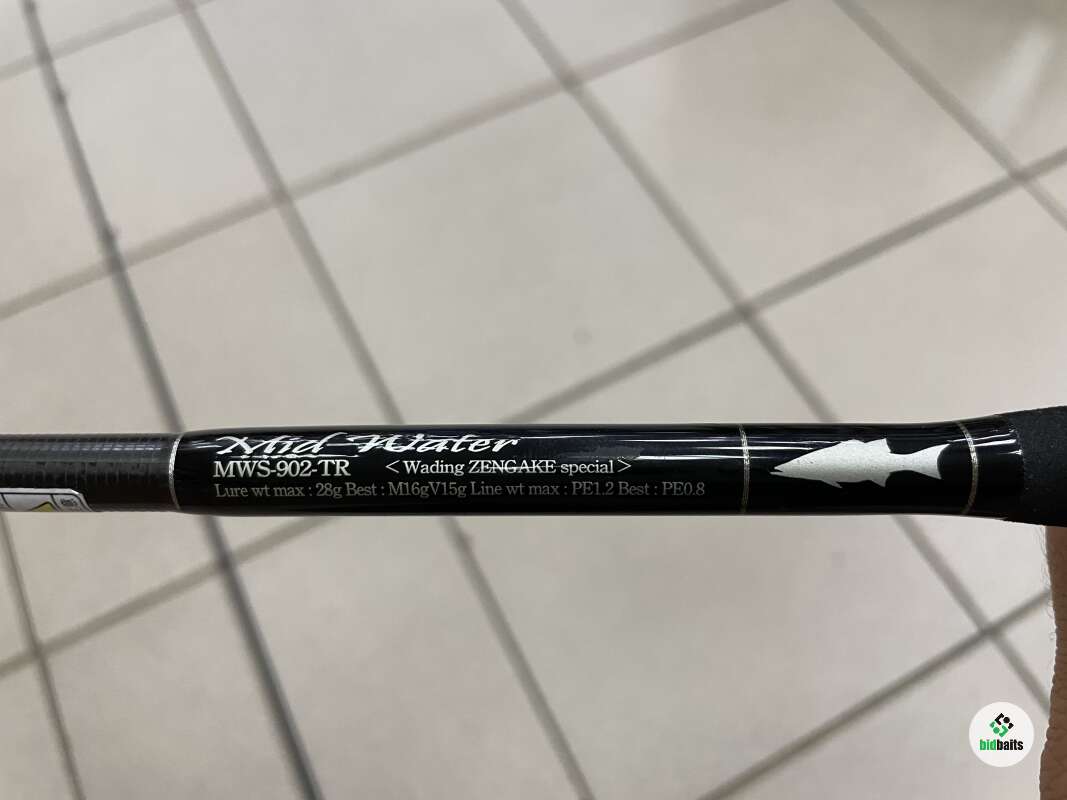 Mid Water
MWS-902-TR <Wading ZENGAKE special>
Lure wt max : 28g Best : M16gV15g Line wt max : PE1.2 Best : PE0.8
bidbaits